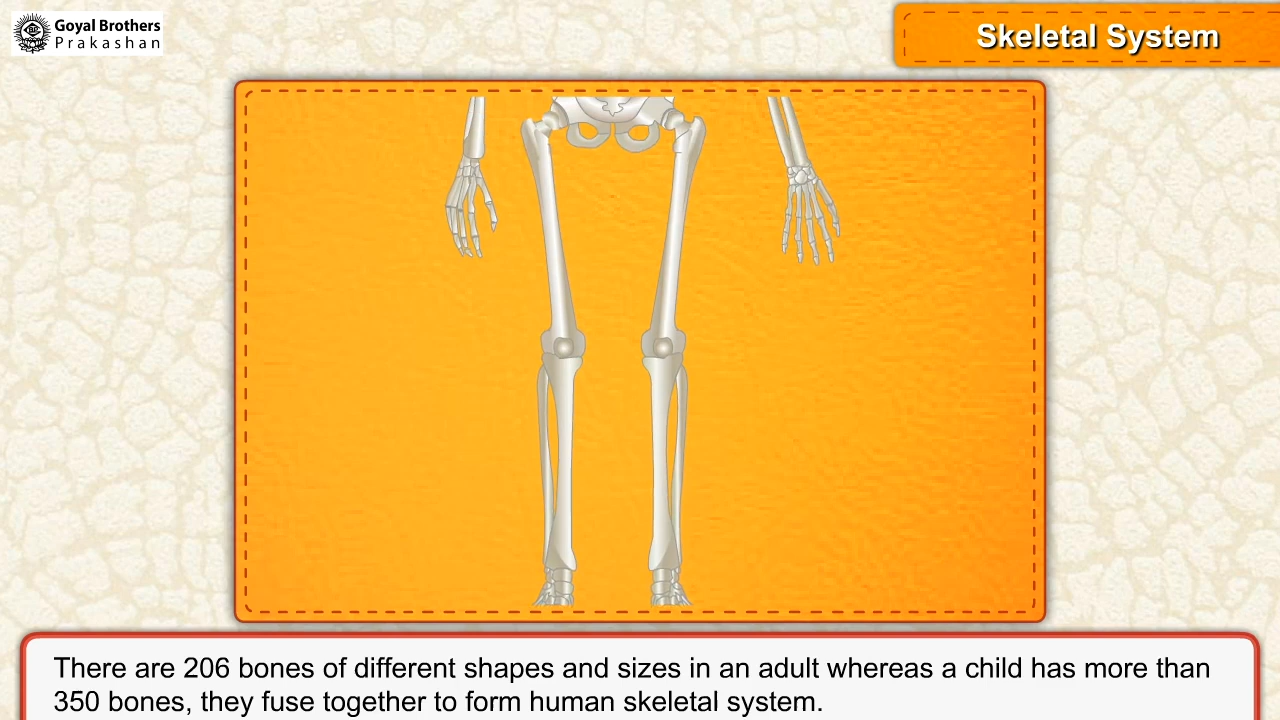 Goyal Brothers
Prakashan
Skeletal System
There are 206 bones of different shapes and sizes in an adult whereas a child has more than
350 bones, they fuse together to form human skeletal system.